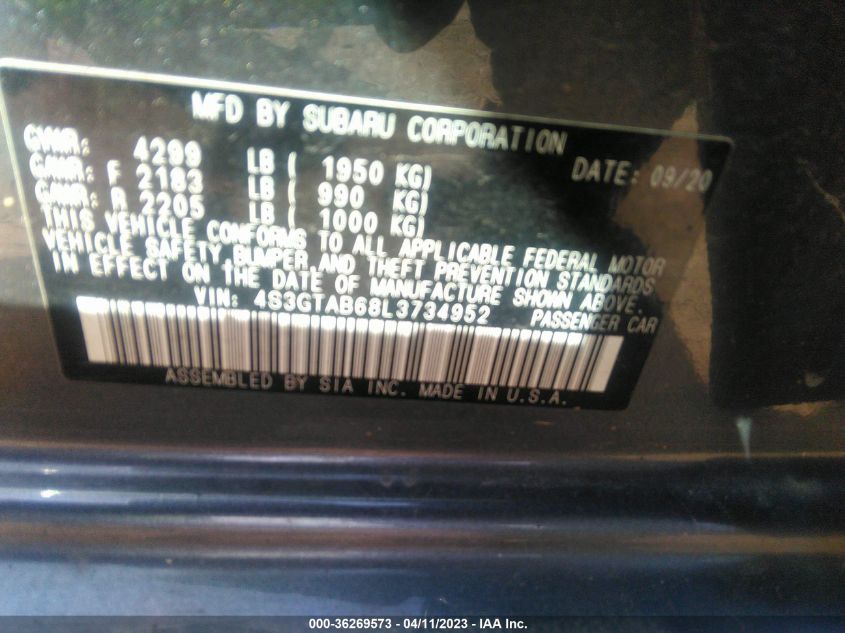 MFD BY SUBARU CORPORATION
GVWR: 4299 LB ( 1950 KG) DATE: 09/20
GAWR: F 2183 LB ( 990 KG)
GAWR: R 2205 LB ( 1000 KG)
THIS VEHICLE CONFORMS TO ALL APPLICABLE FEDERAL MOTOR
VEHICLE SAFETY, BUMPER AND THEFT PREVENTION STANDARDS
IN EFFECT ON THE DATE OF MANUFACTURE SHOWN ABOVE.
VIN: 4S3GTAB68L3734952 PASSENGER CAR
ASSEMBLED BY SIA INC. MADE IN U.S.A.
000-36269573 - 04/11/2023 - IAA Inc.